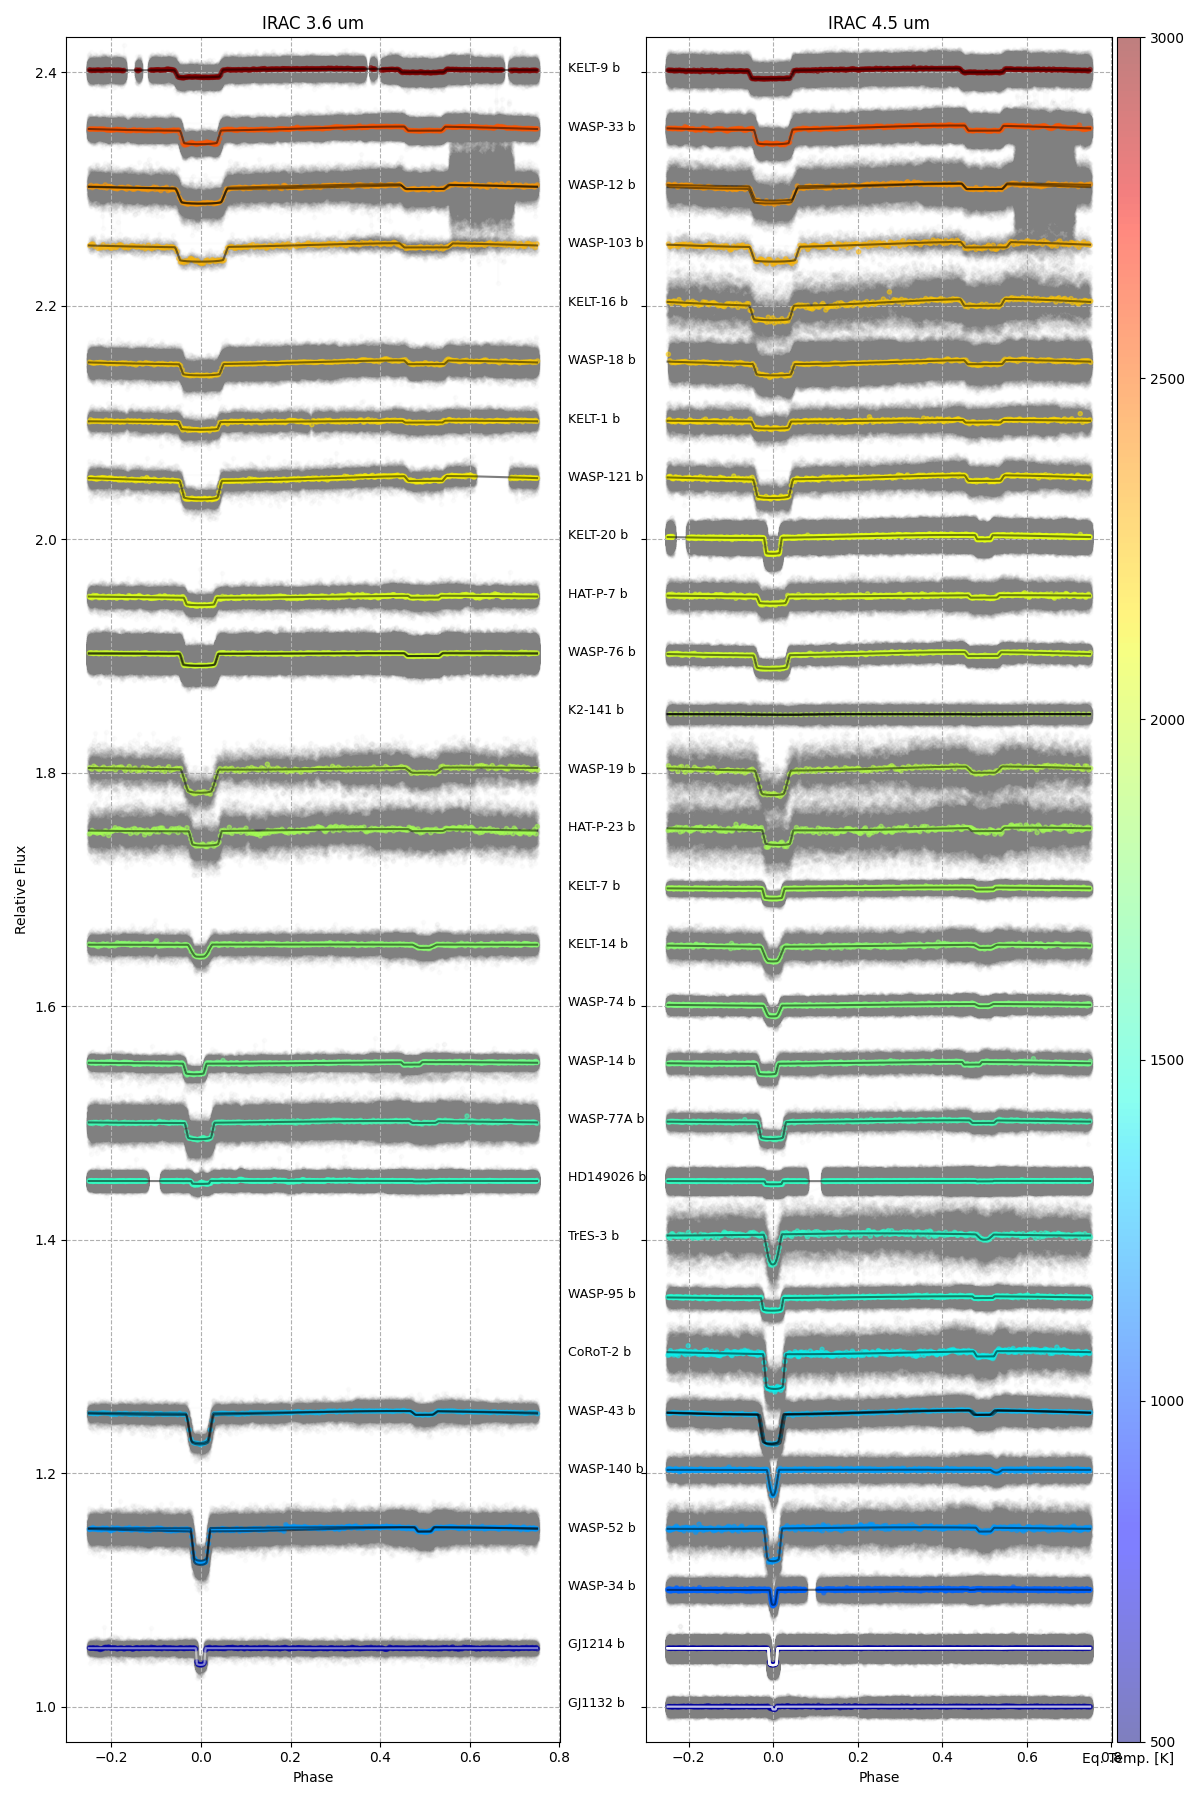 IRAC 3.6 um
IRAC 4.5 um
Relative Flux
2.4
2.2
2.0
1.8
1.6
1.4
1.2
1.0
KELT-9 b
WASP-33 b
WASP-12 b
WASP-103 b
KELT-16 b
WASP-18 b
KELT-1 b
WASP-121 b
KELT-20 b
HAT-P-7 b
WASP-76 b
K2-141 b
WASP-19 b
HAT-P-23 b
KELT-7 b
KELT-14 b
WASP-74 b
WASP-14 b
WASP-77A b
HD149026 b
TrES-3 b
WASP-95 b
CoRoT-2 b
WASP-43 b
WASP-140 b
WASP-52 b
WASP-34 b
GJ1214 b
GJ1132 b
3000
2500
2000
1500
1000
500
−0.2 0.0 0.2 0.4 0.6 0.8
−0.2 0.0 0.2 0.4 0.6 0.8
Eq. Temp. [K]
Phase
Phase